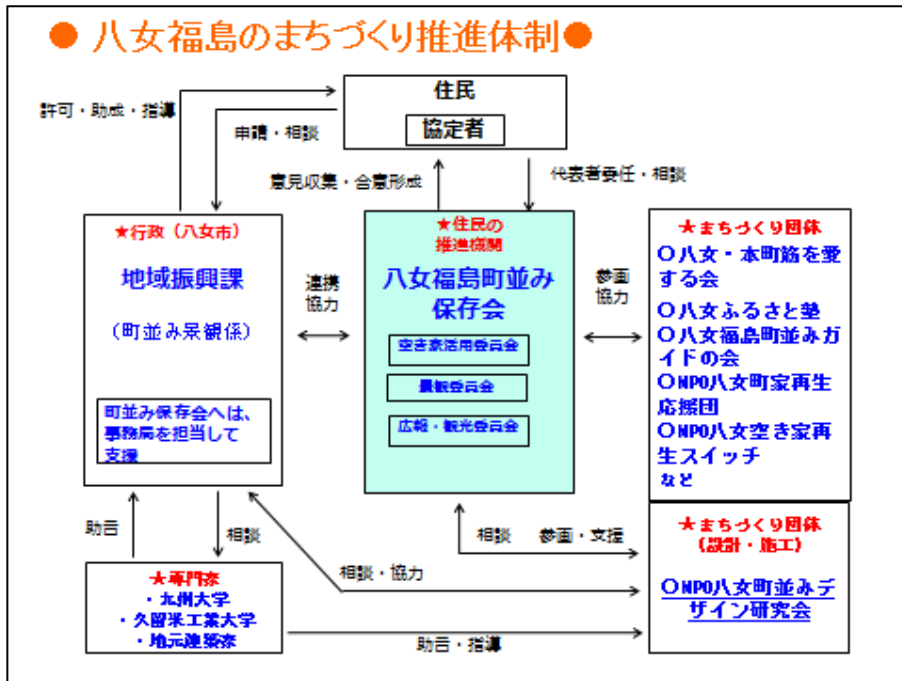 ● 八女福島のまちづくり推進体制●
住民
協定者
許可・助成・指導
申請・相談
意見収集・合意形成
代表者委任・相談
★行政（八女市）
地域振興課
（町並み景観係）
町並み保存会へは、
事務局を担当して
支援
連携
協力
★住民の
推進機関
八女福島町並み
保存会
空き家活用委員会
景観委員会
広報・観光委員会
参画
協力
★まちづくり団体
〇八女・本町筋を愛
する会
〇八女ふるさと塾
〇八女福島町並みガ
イドの会
〇NPO八女町家再生
応援団
〇NPO八女空き家再
生スイッチ
など
助言
相談
相談・協力
相談
参画・支援
★専門家
・九州大学
・久留米工業大学
・地元建築家
助言・指導
★まちづくり団体
（設計・施工）
〇NPO八女町並みデ
ザイン研究会